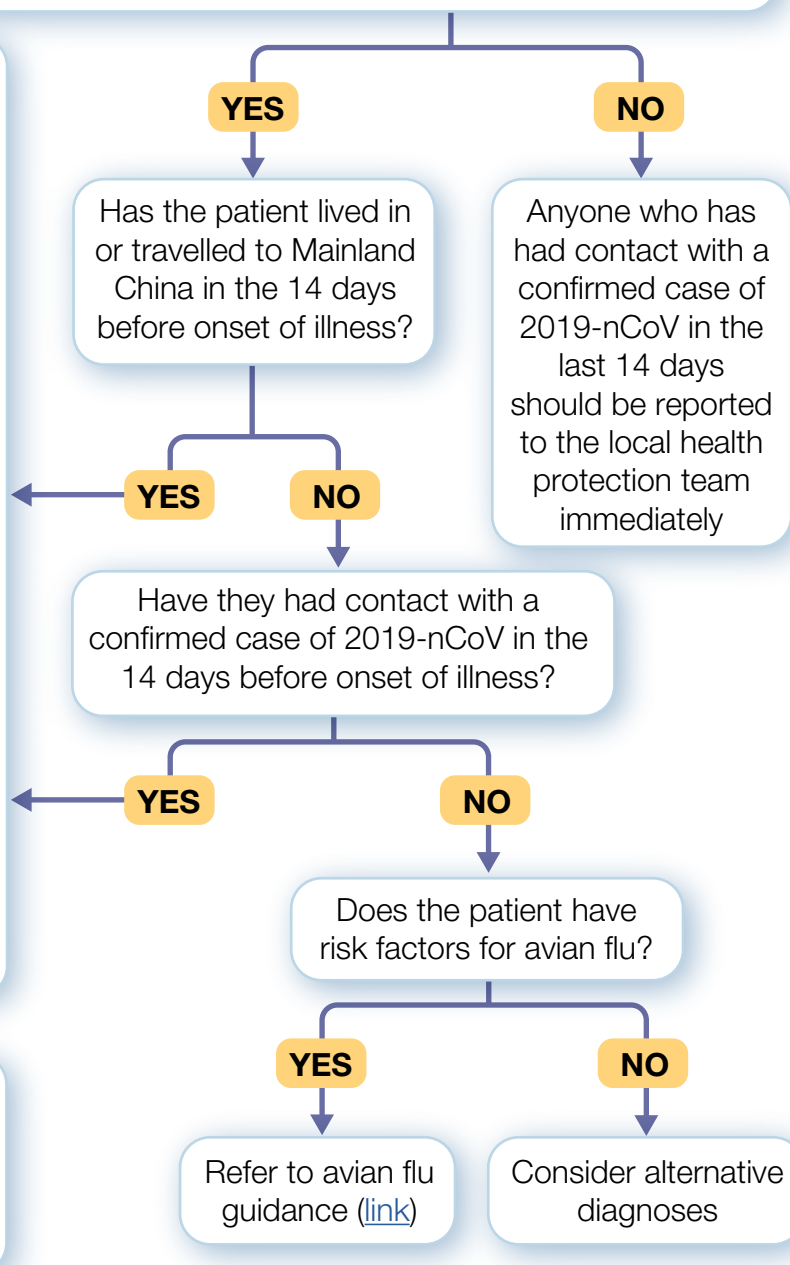 YES
NO
Has the patient lived in
or travelled to Mainland
China in the 14 days
before onset of illness?
Anyone who has
had contact with a
confirmed case of
2019-nCoV in the
last 14 days
should be reported
to the local health
protection team
immediately
YES
NO
Have they had contact with a
confirmed case of 2019-nCoV in the
14 days before onset of illness?
YES
NO
Does the patient have
risk factors for avian flu?
YES
NO
Refer to avian flu
guidance (link)
Consider alternative
diagnoses